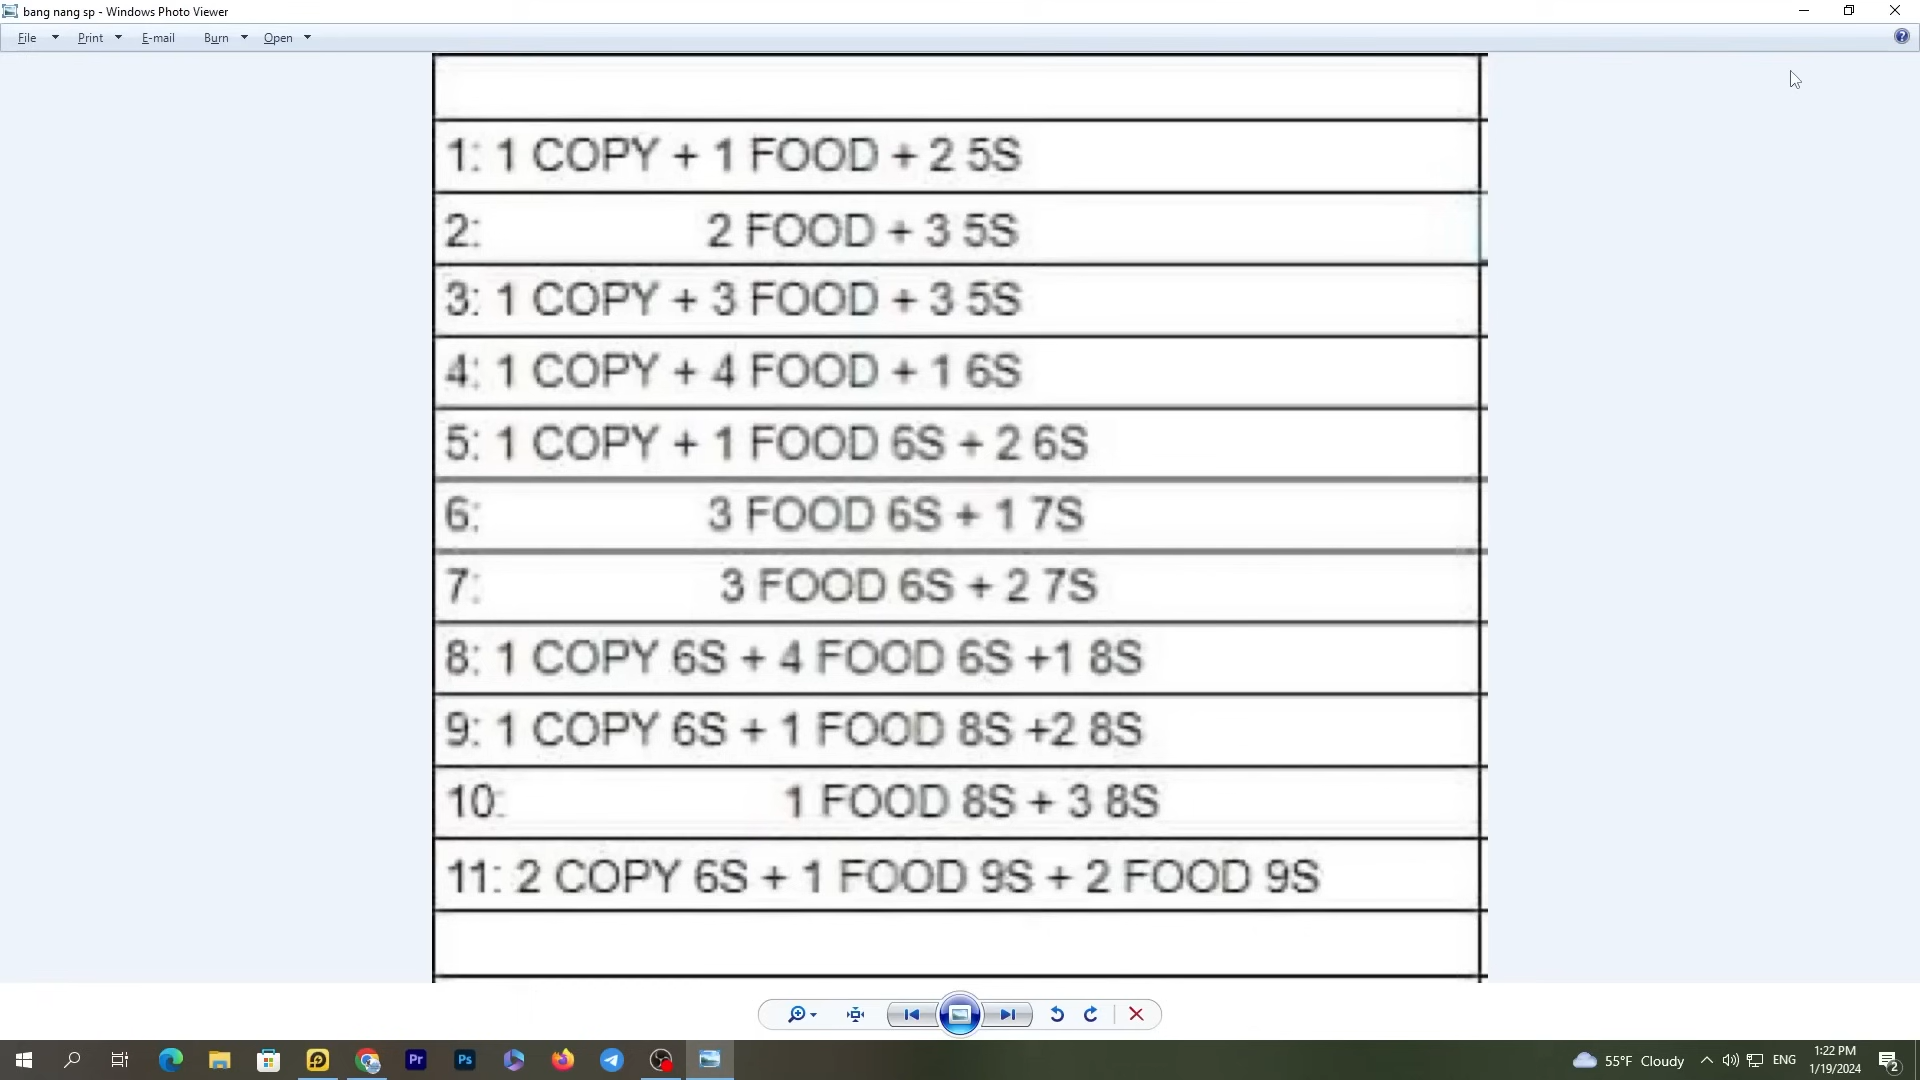 bang nang sp - Windows Photo Viewer
File Print E-mail Burn Open
1: 1 COPY + 1 FOOD + 2 5S
2: 2 FOOD + 3 5S
3: 1 COPY + 3 FOOD + 3 5S
4: 1 COPY + 4 FOOD + 1 6S
5: 1 COPY + 1 FOOD 6S + 2 6S
6: 3 FOOD 6S + 1 7S
7: 3 FOOD 6S + 2 7S
8: 1 COPY 6S + 4 FOOD 6S +1 8S
9: 1 COPY 6S + 1 FOOD 8S +2 8S
10: 1 FOOD 8S + 3 8S
11: 2 COPY 6S + 1 FOOD 9S + 2 FOOD 9S
Pr Ps 55°F Cloudy ENG 1:22 PM
1/19/2024 2